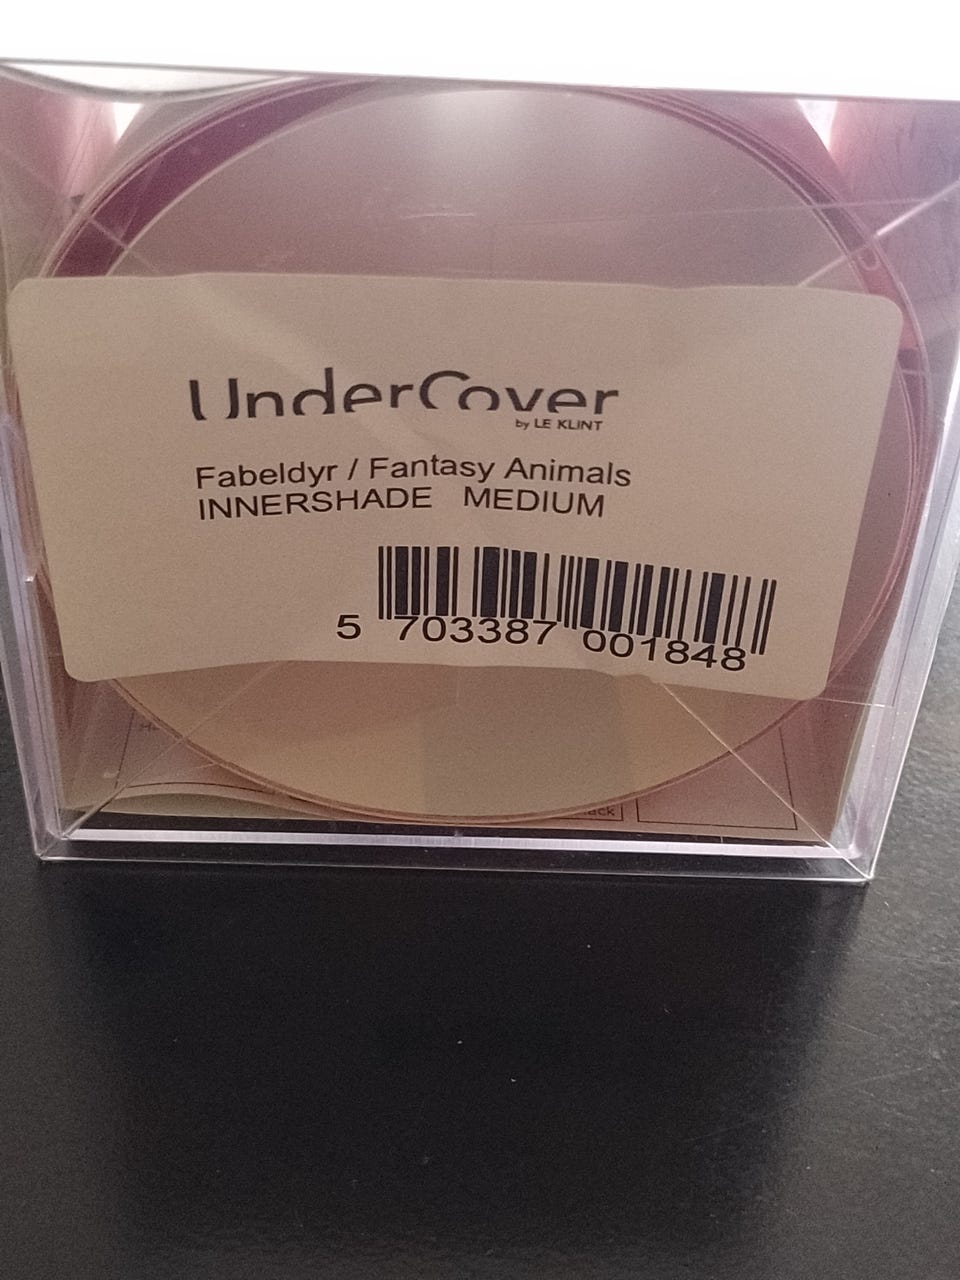 UnderCover
by LE KLINT
Fabeldyr / Fantasy Animals
INNERSHADE MEDIUM
5 703387 001848